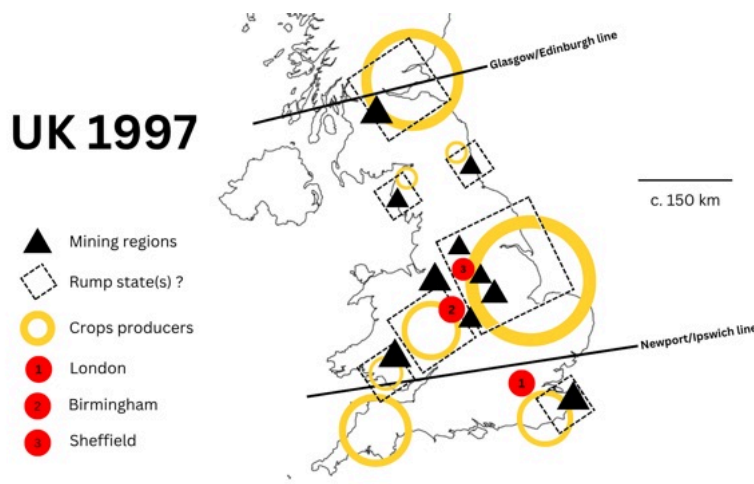 Glasgow/Edinburgh line
UK 1997
c. 150 km
Mining regions
Rump state(s) ?
Crops producers
1 London
2 Birmingham
3 Sheffield
3
2
Newport/Ipswich line
1